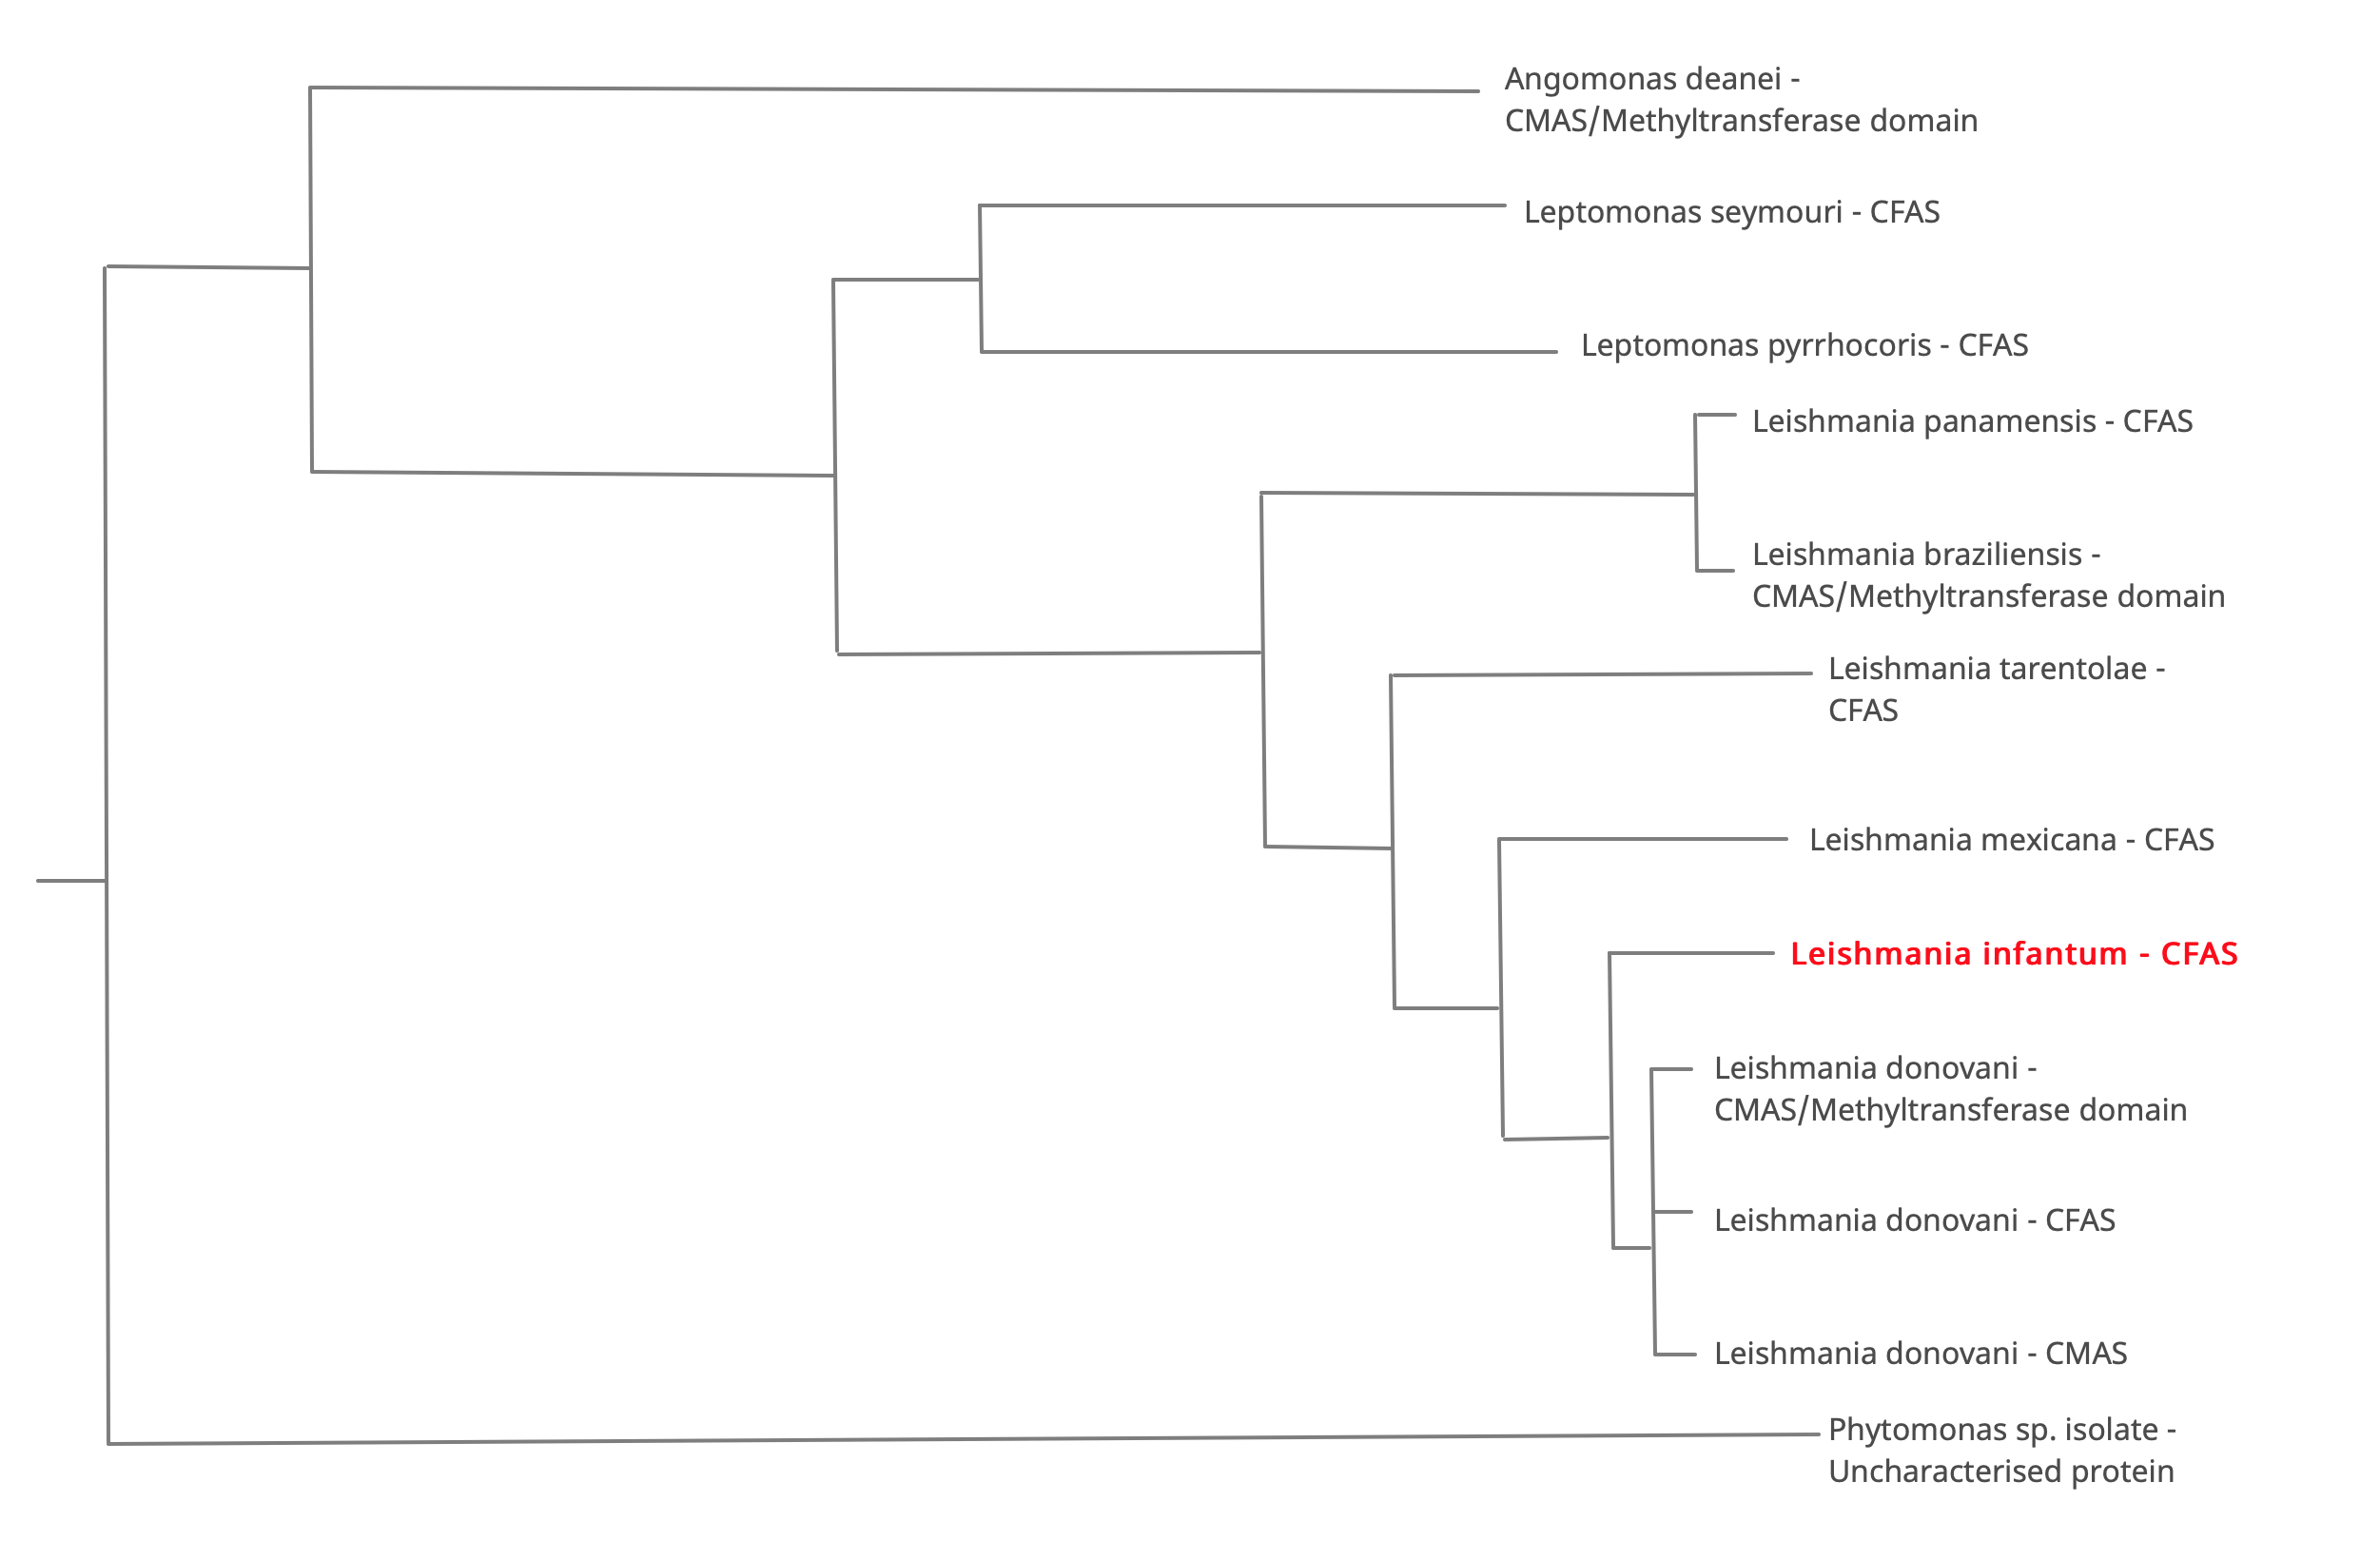 Angomonas deanei -
CMAS/Methyltransferase domain
Leptomonas seymouri - CFAS
Leptomonas pyrrhocoris - CFAS
Leishmania panamensis - CFAS
Leishmania braziliensis -
CMAS/Methyltransferase domain
Leishmania tarentolae -
CFAS
Leishmania mexicana - CFAS
Leishmania infantum - CFAS
Leishmania donovani -
CMAS/Methyltransferase domain
Leishmania donovani - CFAS
Leishmania donovani - CMAS
Phytomonas sp. isolate -
Uncharacterised protein